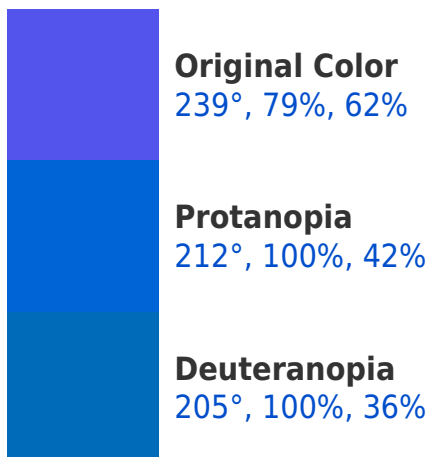 Original Color
239°, 79%, 62%
Protanopia
212°, 100%, 42%
Deuteranopia
205°, 100%, 36%